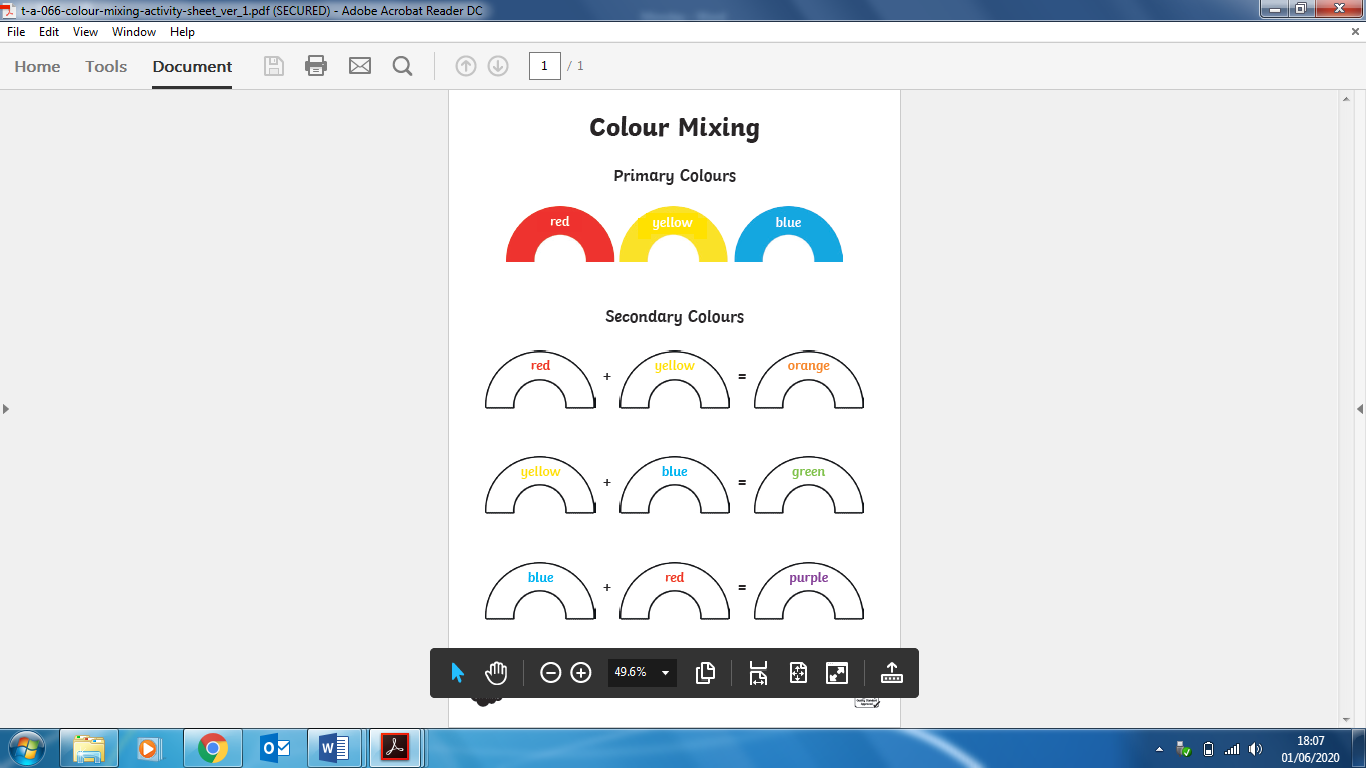 t-a-066-colour-mixing-activity-sheet_ver_1.pdf (SECURED) - Adobe Acrobat Reader DC
File Edit View Window Help
Home Tools Document 1 / 1
Colour Mixing
Primary Colours
red yellow blue
Secondary Colours
red + yellow = orange
yellow + blue = green
blue + red = purple
49.6%
18:07
01/06/2020